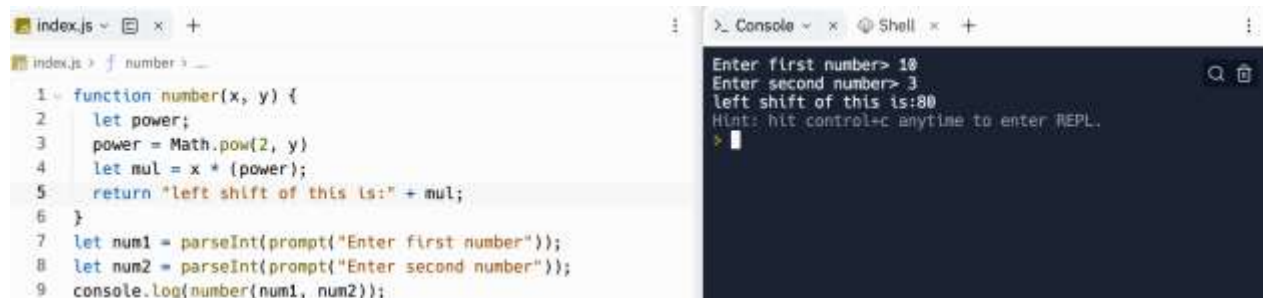 index.js
index.js > f number > ...
1 function number(x, y) {
2 let power;
3 power = Math.pow(2, y)
4 let mul = x * (power);
5 return "left shift of this is:" + mul;
6 }
7 let num1 = parseInt(prompt("Enter first number"));
8 let num2 = parseInt(prompt("Enter second number"));
9 console.log(number(num1, num2));
>_ Console Shell
Enter first number> 10
Enter second number> 3
left shift of this is:80
Hint: hit control+c anytime to enter REPL.
>